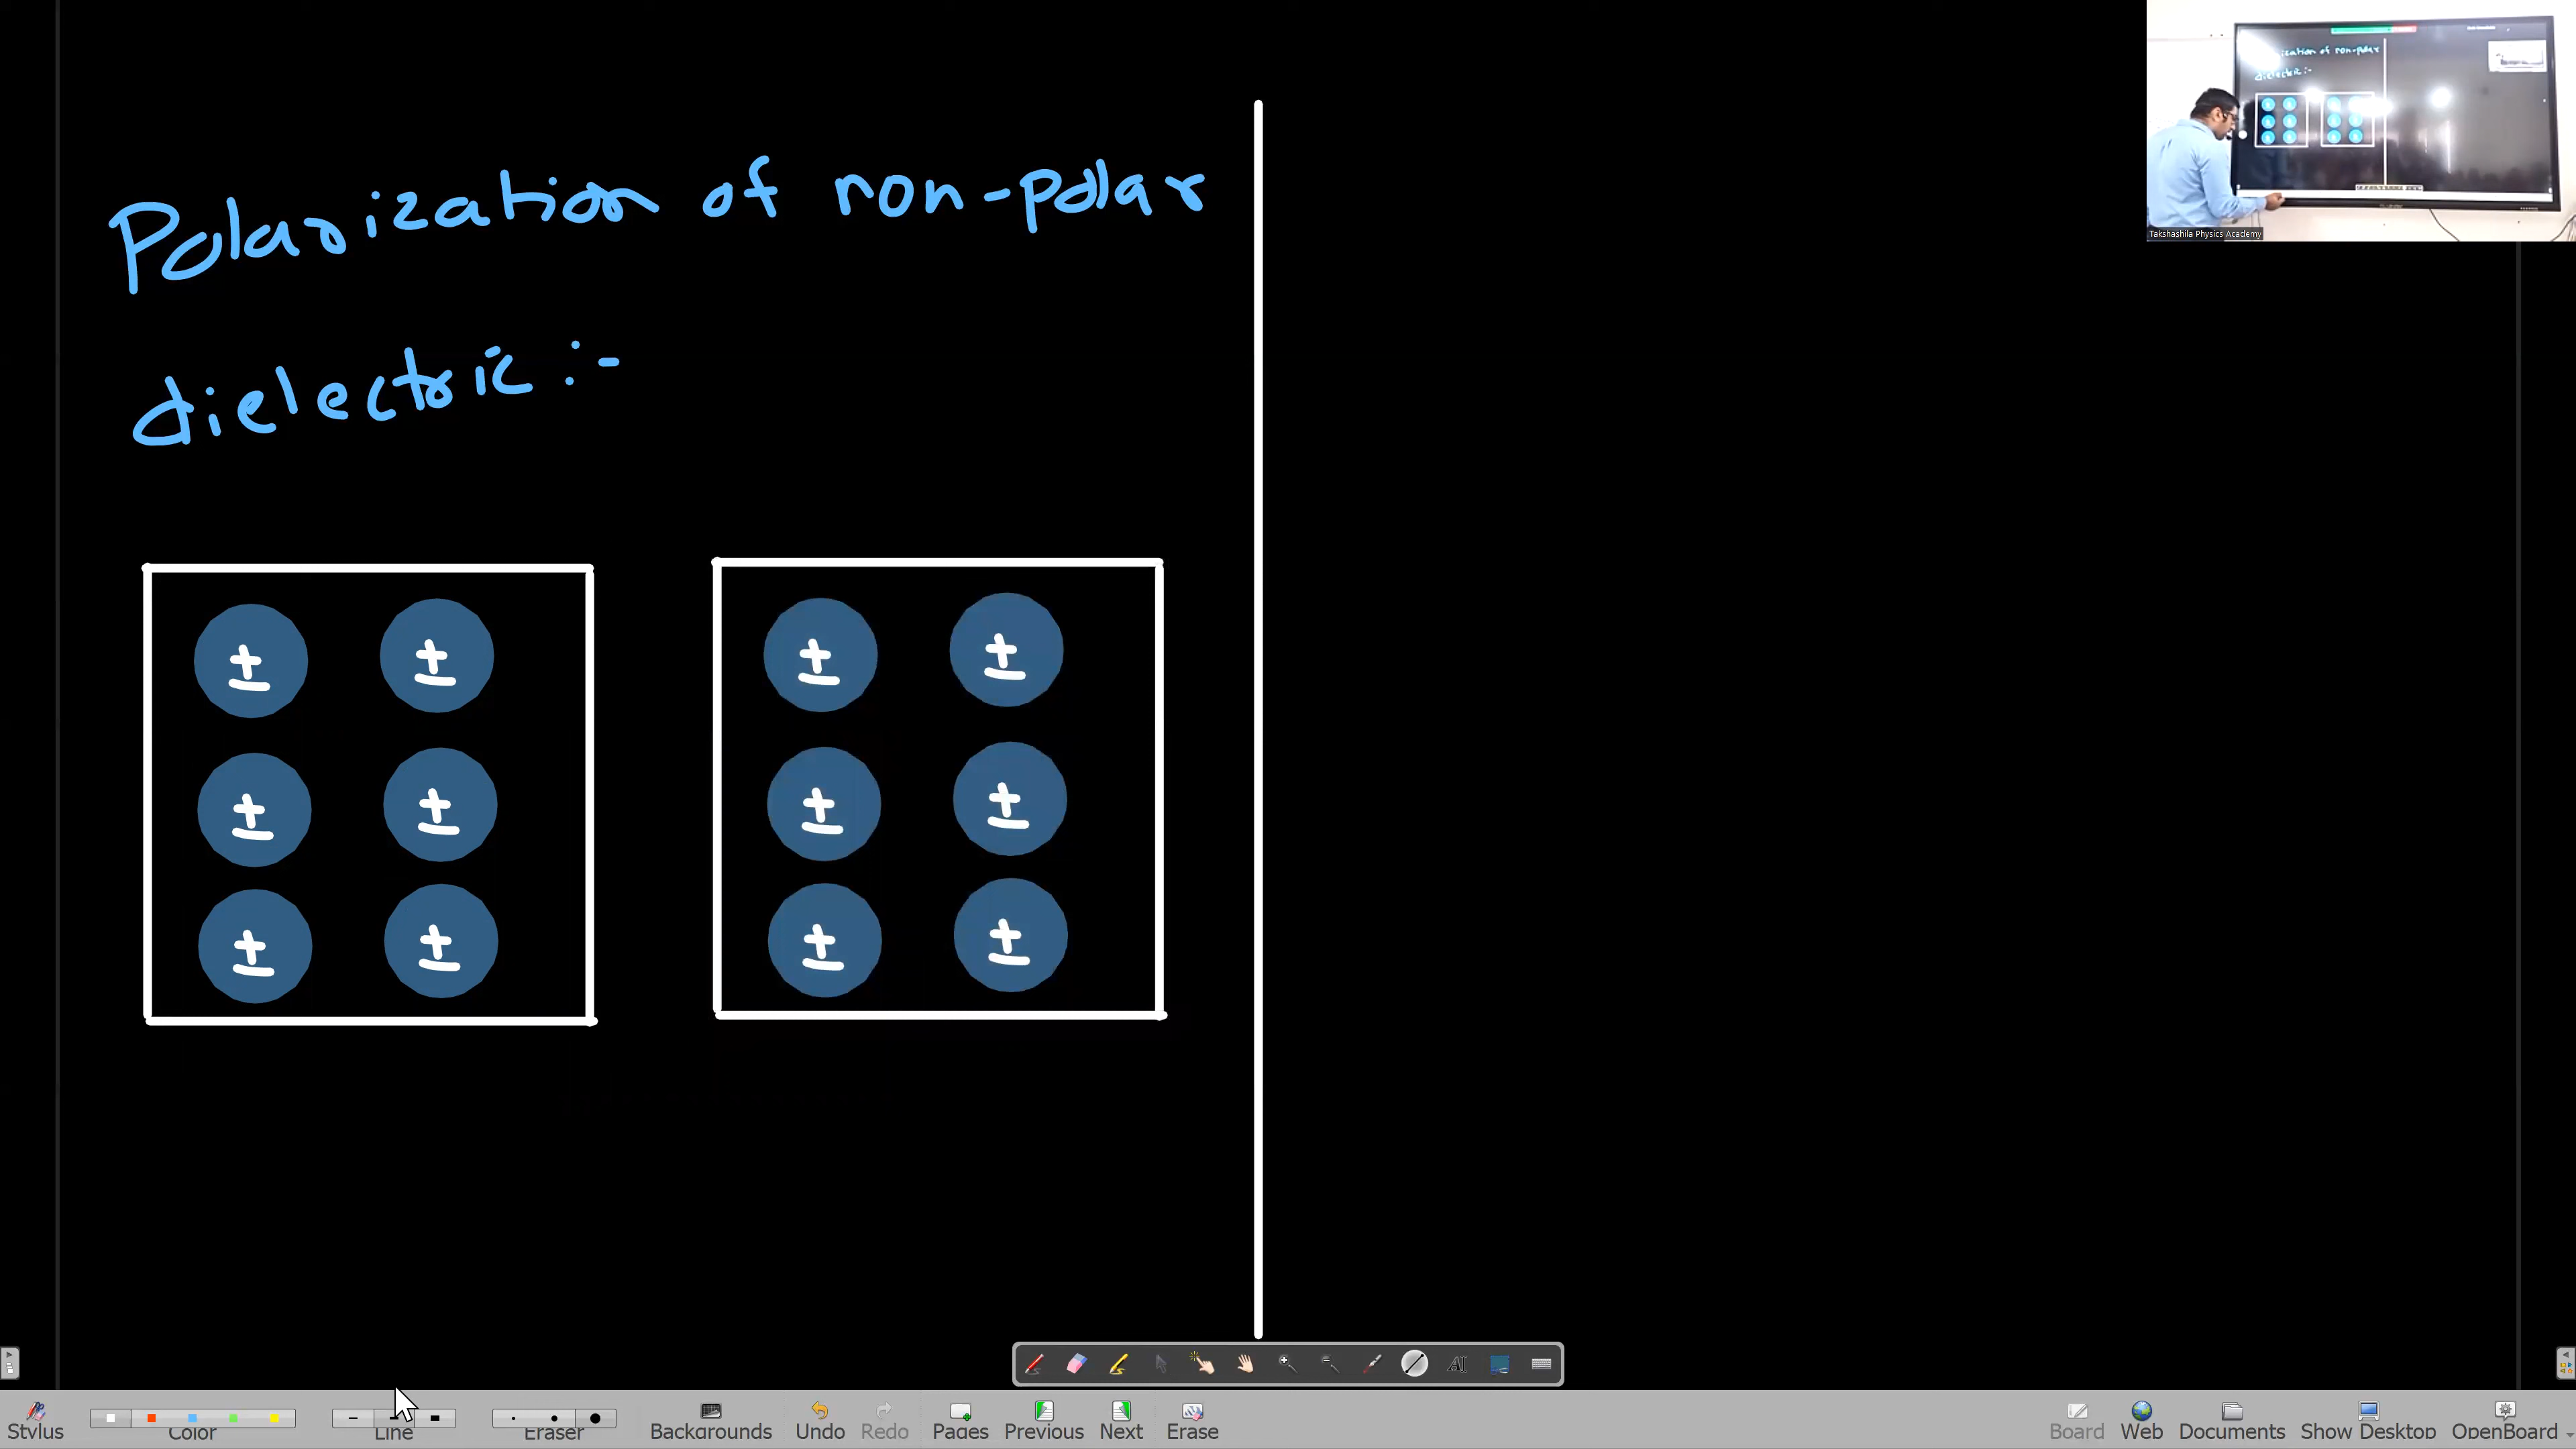 Polarization of non-polar
dielectric :-
± ±
± ±
± ±
± ±
± ±
± ±
Takshashila Physics Academy
Stylus Color Line Eraser Backgrounds Undo Redo Pages Previous Next Erase Board Web Documents Show Desktop OpenBoard